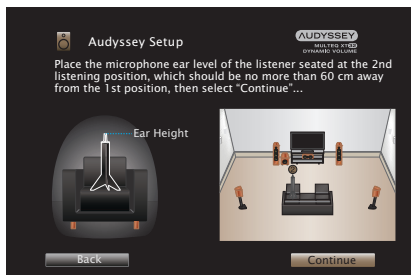 Audyssey Setup
AUDYSSEY
MULTEQ XT32
DYNAMIC VOLUME
Place the microphone ear level of the listener seated at the 2nd
listening position, which should be no more than 60 cm away
from the 1st position, then select “Continue”...
Ear Height
Back
Continue